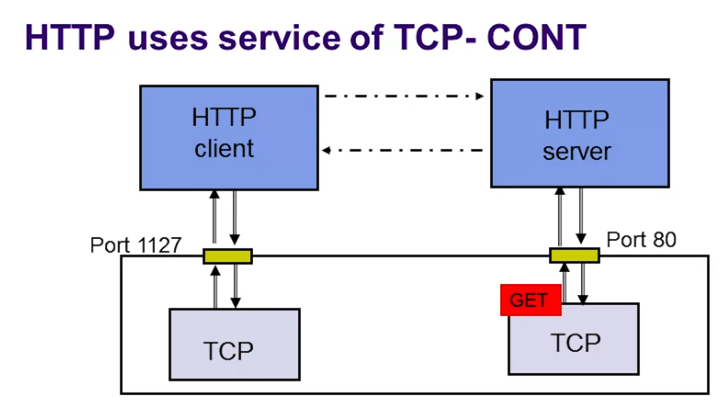 HTTP uses service of TCP- CONT
HTTP
client
HTTP
server
Port 1127
Port 80
GET
TCP
TCP